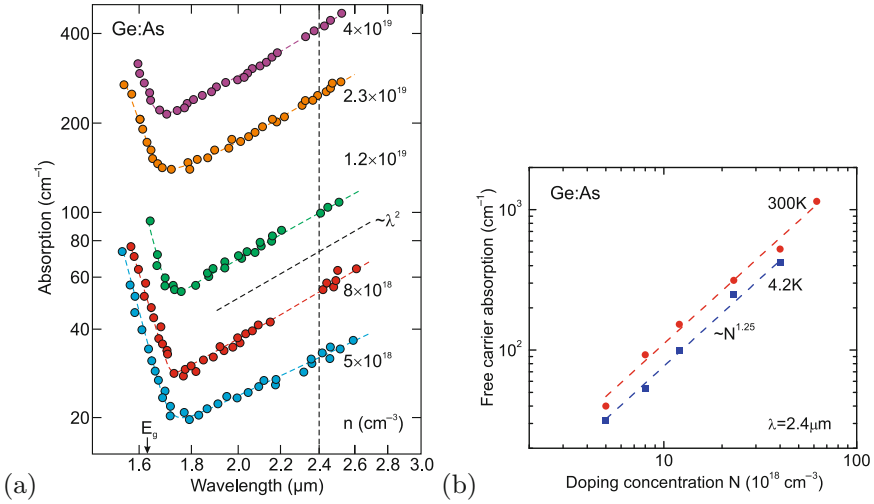 Ge:As
400
200
100
80
60
40
20
Absorption (cm⁻¹)
4×10¹⁹
2.3×10¹⁹
1.2×10¹⁹
~λ²
8×10¹⁸
5×10¹⁸
n (cm⁻³)
E_g
1.6
1.8
2.0
2.2
2.4
2.6
3.0
Wavelength (μm)
(a)
Ge:As
10³
10²
Free carrier absorption (cm⁻¹)
300K
4.2K
~N¹·²⁵
λ=2.4μm
10
100
Doping concentration N (10¹⁸ cm⁻³)
(b)